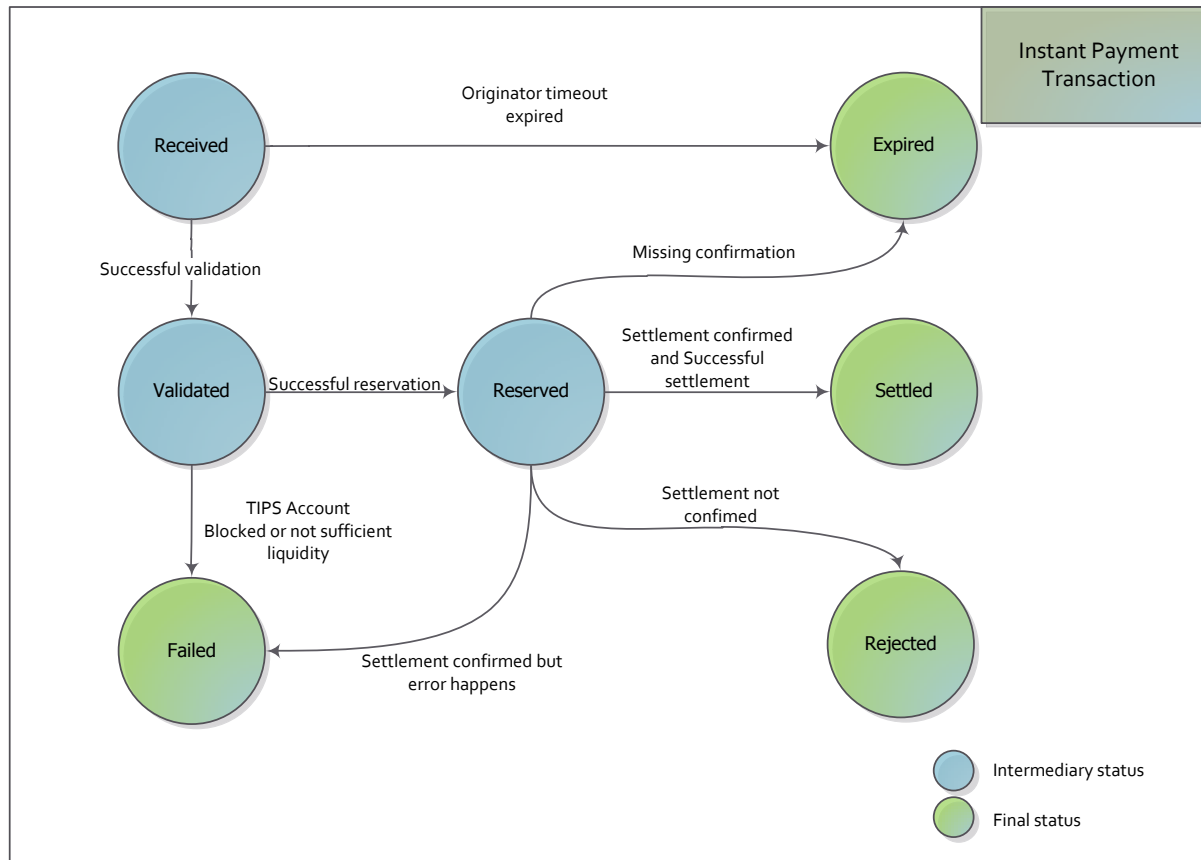 Instant Payment
Transaction
Originator timeout
expired
Received
Expired
Missing confirmation
Successful validation
Settlement confirmed
and Successful
settlement
Validated
Successful reservation
Reserved
Settled
TIPS Account
Blocked or not sufficient
liquidity
Settlement not
confimed
Failed
Settlement confirmed but
error happens
Rejected
Intermediary status
Final status